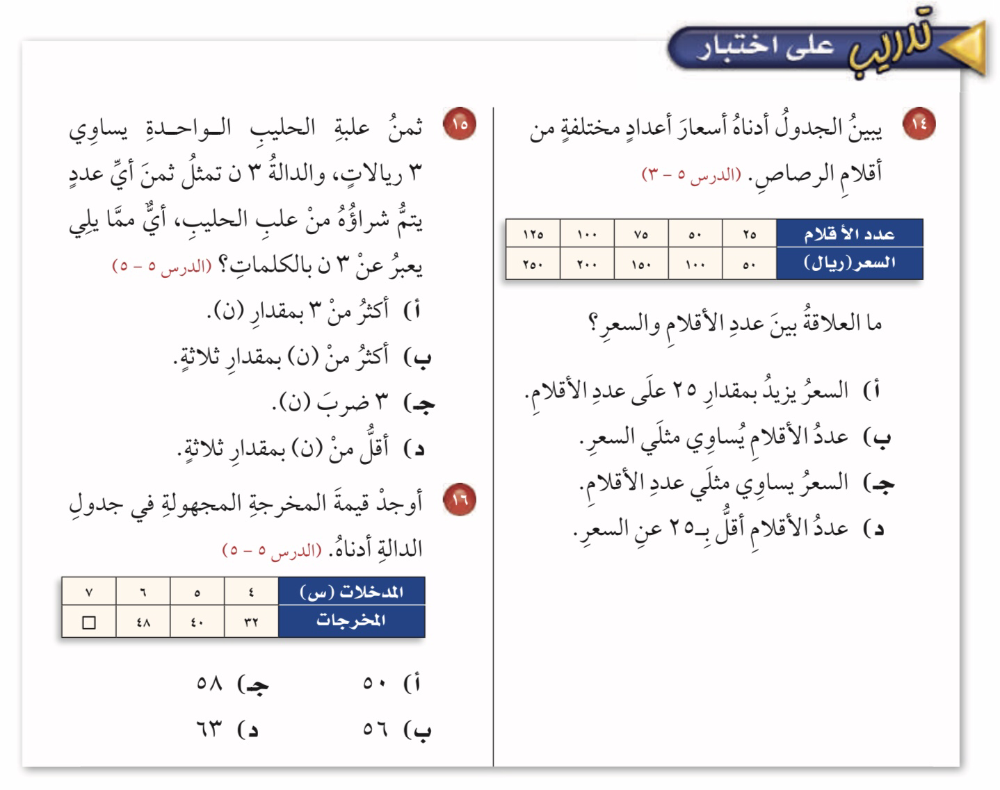 تدريب على اختبار
١٤ يبينُ الجدولُ أدناهُ أسعارَ أعدادٍ مختلفةٍ من
أقلامِ الرصاصِ. (الدرس ٥ – ٣)
عدد الأقلام ٢٥ ٥٠ ٧٥ ١٠٠ ١٢٥
السعر(ريال) ٥٠ ١٠٠ ١٥٠ ٢٠٠ ٢٥٠
ما العلاقةُ بينَ عددِ الأقلامِ والسعرِ؟
أ) السعرُ يزيدُ بمقدارِ ٢٥ علَى عددِ الأقلامِ.
ب) عددُ الأقلامِ يُساوِي مثلَي السعرِ.
جـ) السعرُ يساوِي مثلَي عددِ الأقلامِ.
د) عددُ الأقلامِ أقلُّ بِـ٢٥ عنِ السعرِ.
١٥ ثمنُ علبةِ الحليبِ الـواحـدةِ يساوِي
٣ ريالاتٍ، والدالةُ ٣ ن تمثلُ ثمنَ أيِّ عددٍ
يتمُّ شراؤُهُ منْ علبِ الحليبِ، أيٌّ ممَّا يلِي
يعبرُ عنْ ٣ ن بالكلماتِ؟ (الدرس ٥ – ٥)
أ) أكثرُ منْ ٣ بمقدارِ (ن).
ب) أكثرُ منْ (ن) بمقدارِ ثلاثةٍ.
جـ) ٣ ضربَ (ن).
د) أقلُّ منْ (ن) بمقدارِ ثلاثةٍ.
١٦ أوجدْ قيمةَ المخرجةِ المجهولةِ في جدولِ
الدالةِ أدناهُ. (الدرس ٥ – ٥)
المدخلات (س) ٤ ٥ ٦ ٧
المخرجات ٣٢ ٤٠ ٤٨ □
أ) ٥٠ جـ) ٥٨
ب) ٥٦ د) ٦٣